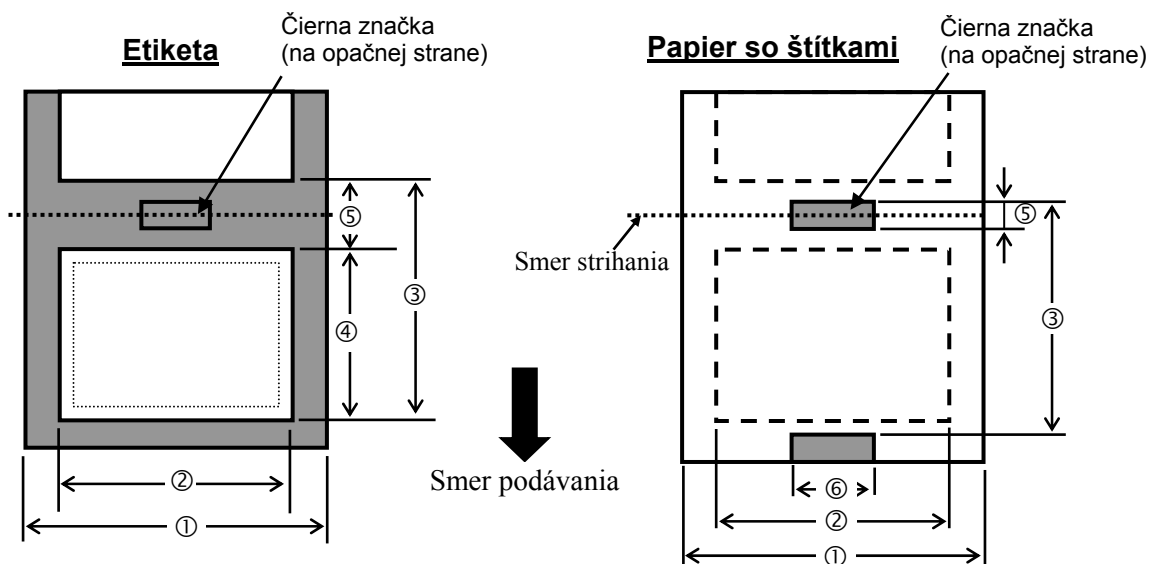 Etiketa
Čierna značka
(na opačnej strane)
⑤
④
③
②
①
Smer podávania
Papier so štítkami
Čierna značka
(na opačnej strane)
Smer strihania
⑤
③
⑥
②
①